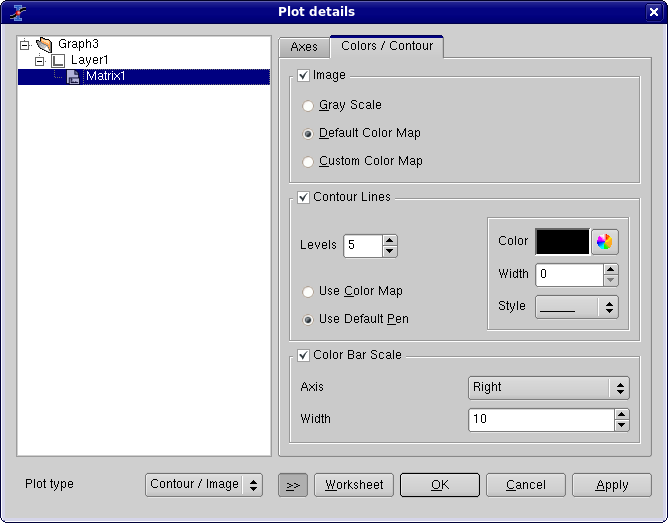 Plot details
Graph3
Layer1
Matrix1
Axes
Colors / Contour
Image
Gray Scale
Default Color Map
Custom Color Map
Contour Lines
Levels 5
Use Color Map
Use Default Pen
Color
Width 0
Style
Color Bar Scale
Axis Right
Width 10
Plot type Contour / Image >> Worksheet OK Cancel Apply